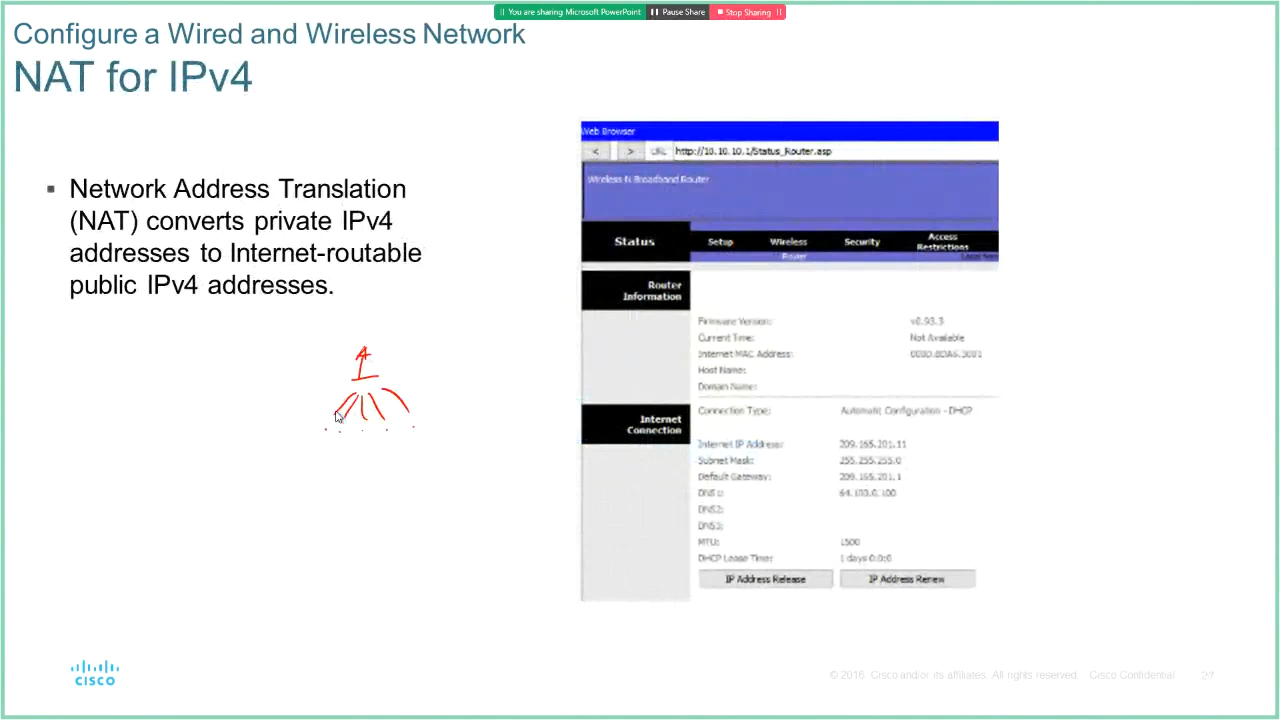 You are sharing Microsoft PowerPoint Pause Share Stop Sharing
Configure a Wired and Wireless Network
NAT for IPv4
Network Address Translation
(NAT) converts private IPv4
addresses to Internet-routable
public IPv4 addresses.
Web Browser
< > URL http://10.10.10.1/Status_Router.asp
Wireless N Broadband Router
Status Setup Wireless Security Access Restrictions
Router
Router
Information
Firmware Version: v0.93.3
Current Time: Not Available
Internet MAC Address:
Host Name:
Domain Name:
Internet
Connection
Connection Type: Automatic Configuration - DHCP
Internet IP Address: 209.165.201.11
Subnet Mask: 255.255.255.0
Default Gateway: 209.165.201.1
DNS1: 64.100.0.100
DNS2:
DNS3:
MTU: 1500
DHCP Lease Time: 1 days 0:0:0
IP Address Release IP Address Renew
CISCO
© 2016 Cisco and/or its affiliates. All rights reserved. Cisco Confidential